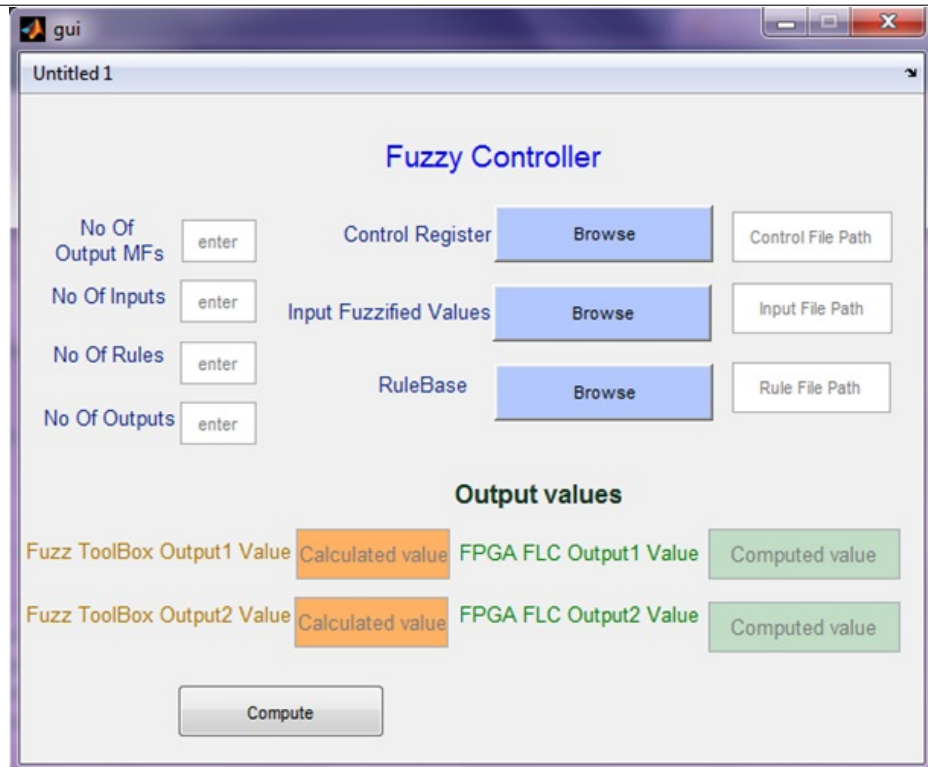 gui
Untitled 1
Fuzzy Controller
No Of
Output MFs
enter
Control Register
Browse
Control File Path
No Of Inputs
enter
Input Fuzzified Values
Browse
Input File Path
No Of Rules
enter
RuleBase
Browse
Rule File Path
No Of Outputs
enter
Output values
Fuzz ToolBox Output1 Value
Calculated value
FPGA FLC Output1 Value
Computed value
Fuzz ToolBox Output2 Value
Calculated value
FPGA FLC Output2 Value
Computed value
Compute